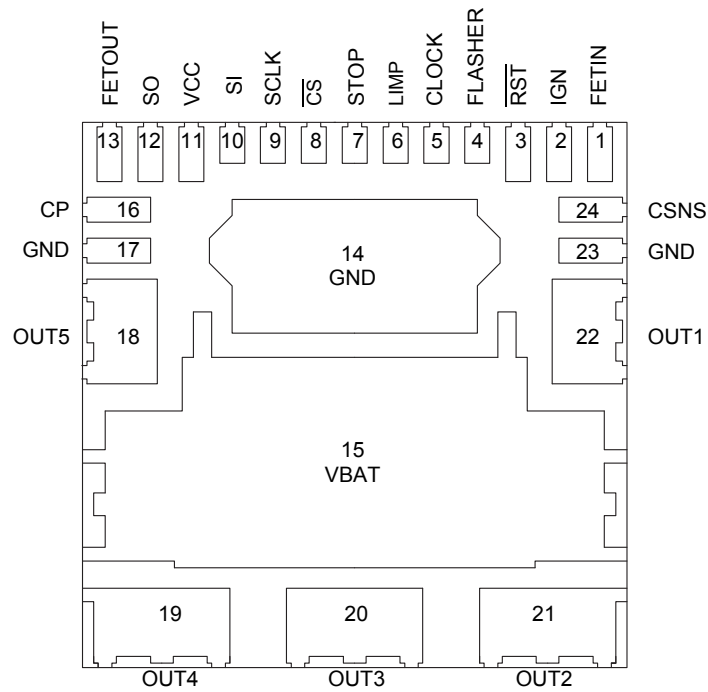 FETOUT
SO
VCC
SI
SCLK
C̅S̅
STOP
LIMP
CLOCK
FLASHER
R̅S̅T̅
IGN
FETIN
13 12 11 10 9 8 7 6 5 4 3 2 1
CP 16 24 CSNS
GND 17 23 GND
14
GND
OUT5 18 22 OUT1
15
VBAT
19 20 21
OUT4 OUT3 OUT2